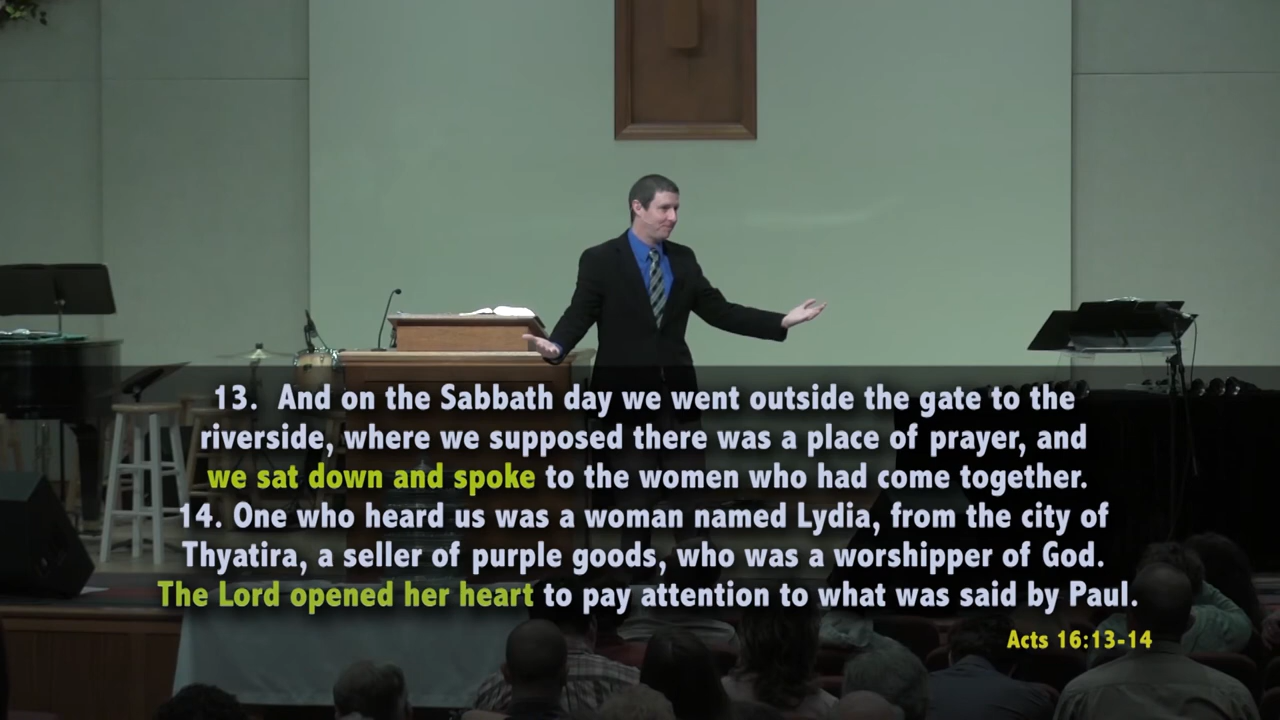 13. And on the Sabbath day we went outside the gate to the
riverside, where we supposed there was a place of prayer, and
we sat down and spoke to the women who had come together.
14. One who heard us was a woman named Lydia, from the city of
Thyatira, a seller of purple goods, who was a worshipper of God.
The Lord opened her heart to pay attention to what was said by Paul.
Acts 16:13-14